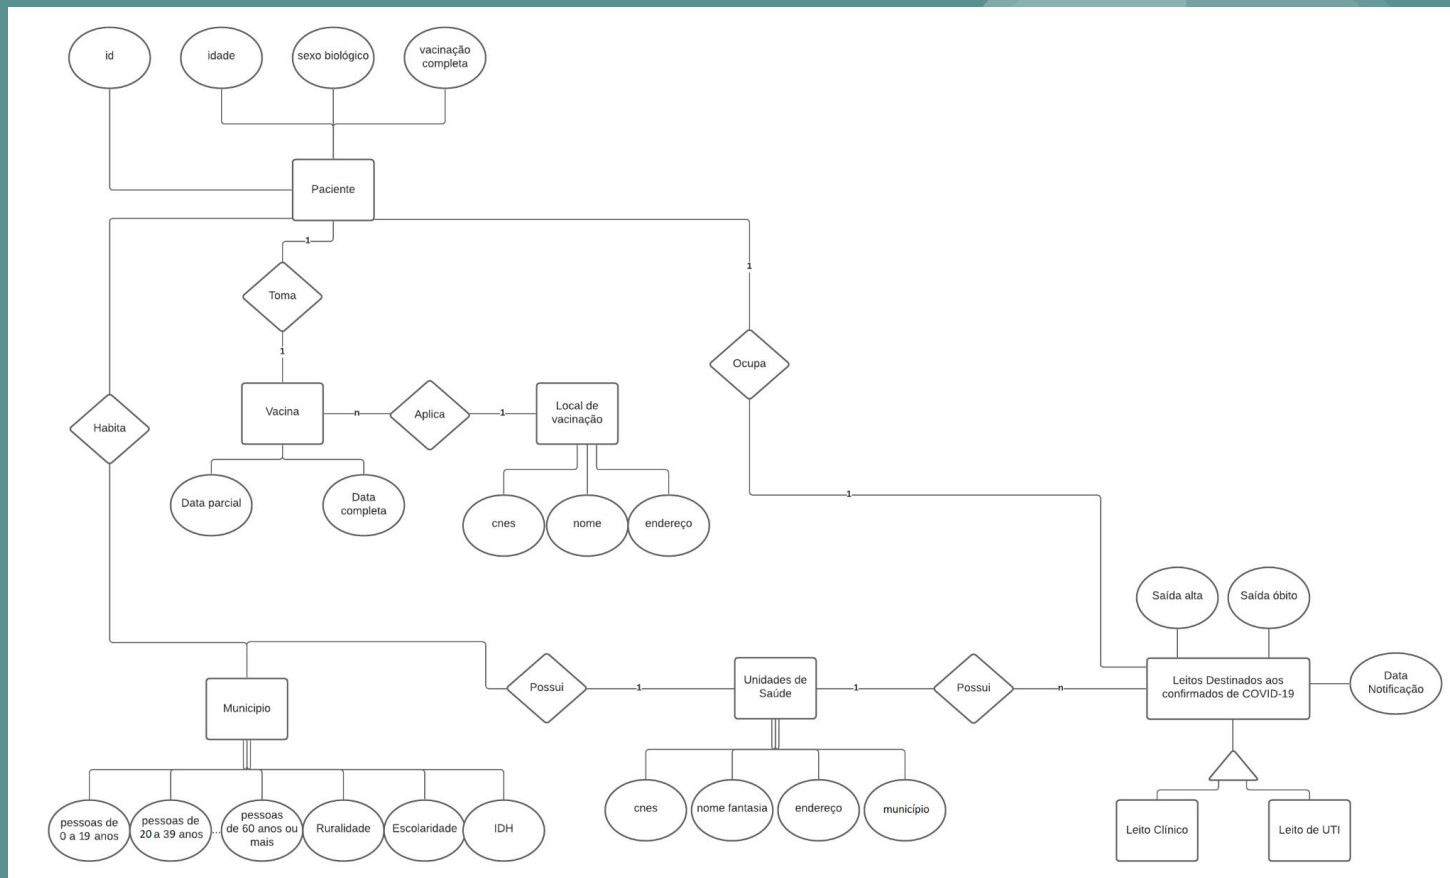 id
idade
sexo biológico
vacinação
completa
Paciente
1
Toma
1
1
Ocupa
Vacina
n
Aplica
1
Local de
vacinação
Habita
Data parcial
Data
completa
cnes
nome
endereço
1
Saída alta
Saída óbito
Municipio
Possui
1
Unidades de
Saúde
1
Possui
n
Leitos Destinados aos
confirmados de COVID-19
Data
Notificação
pessoas de
0 a 19 anos
pessoas de
20 a 39 anos
...
pessoas
de 60 anos ou
mais
Ruralidade
Escolaridade
IDH
cnes
nome fantasia
endereço
município
Leito Clínico
Leito de UTI